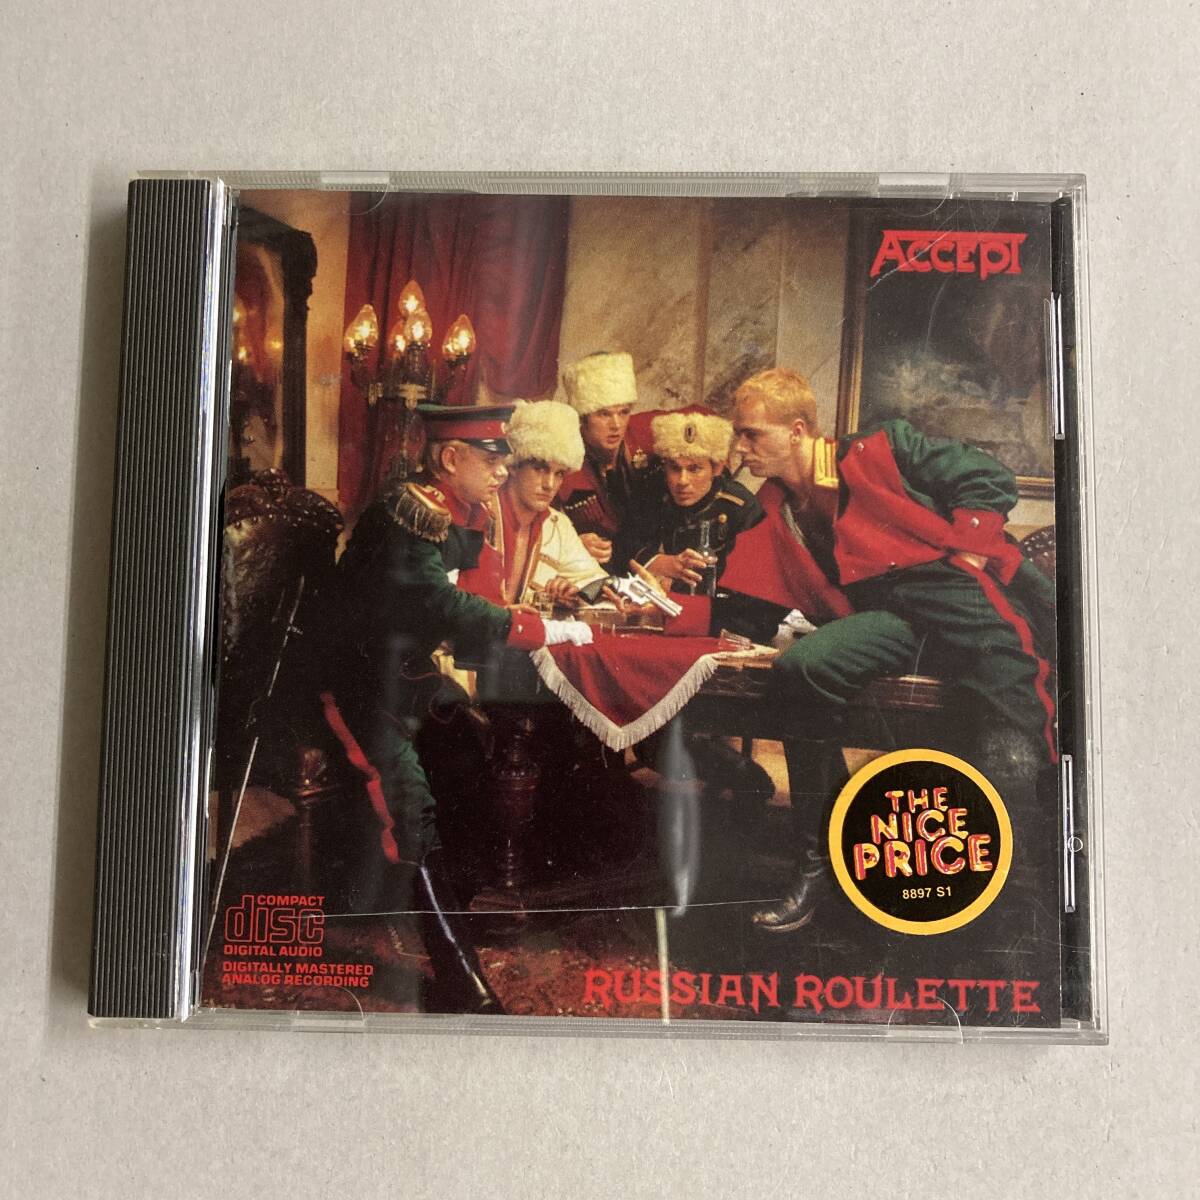 ACCEPT
THE
NICE
PRICE
8897 S1
COMPACT
disc
DIGITAL AUDIO
DIGITALLY MASTERED
ANALOG RECORDING
RUSSIAN ROULETTE